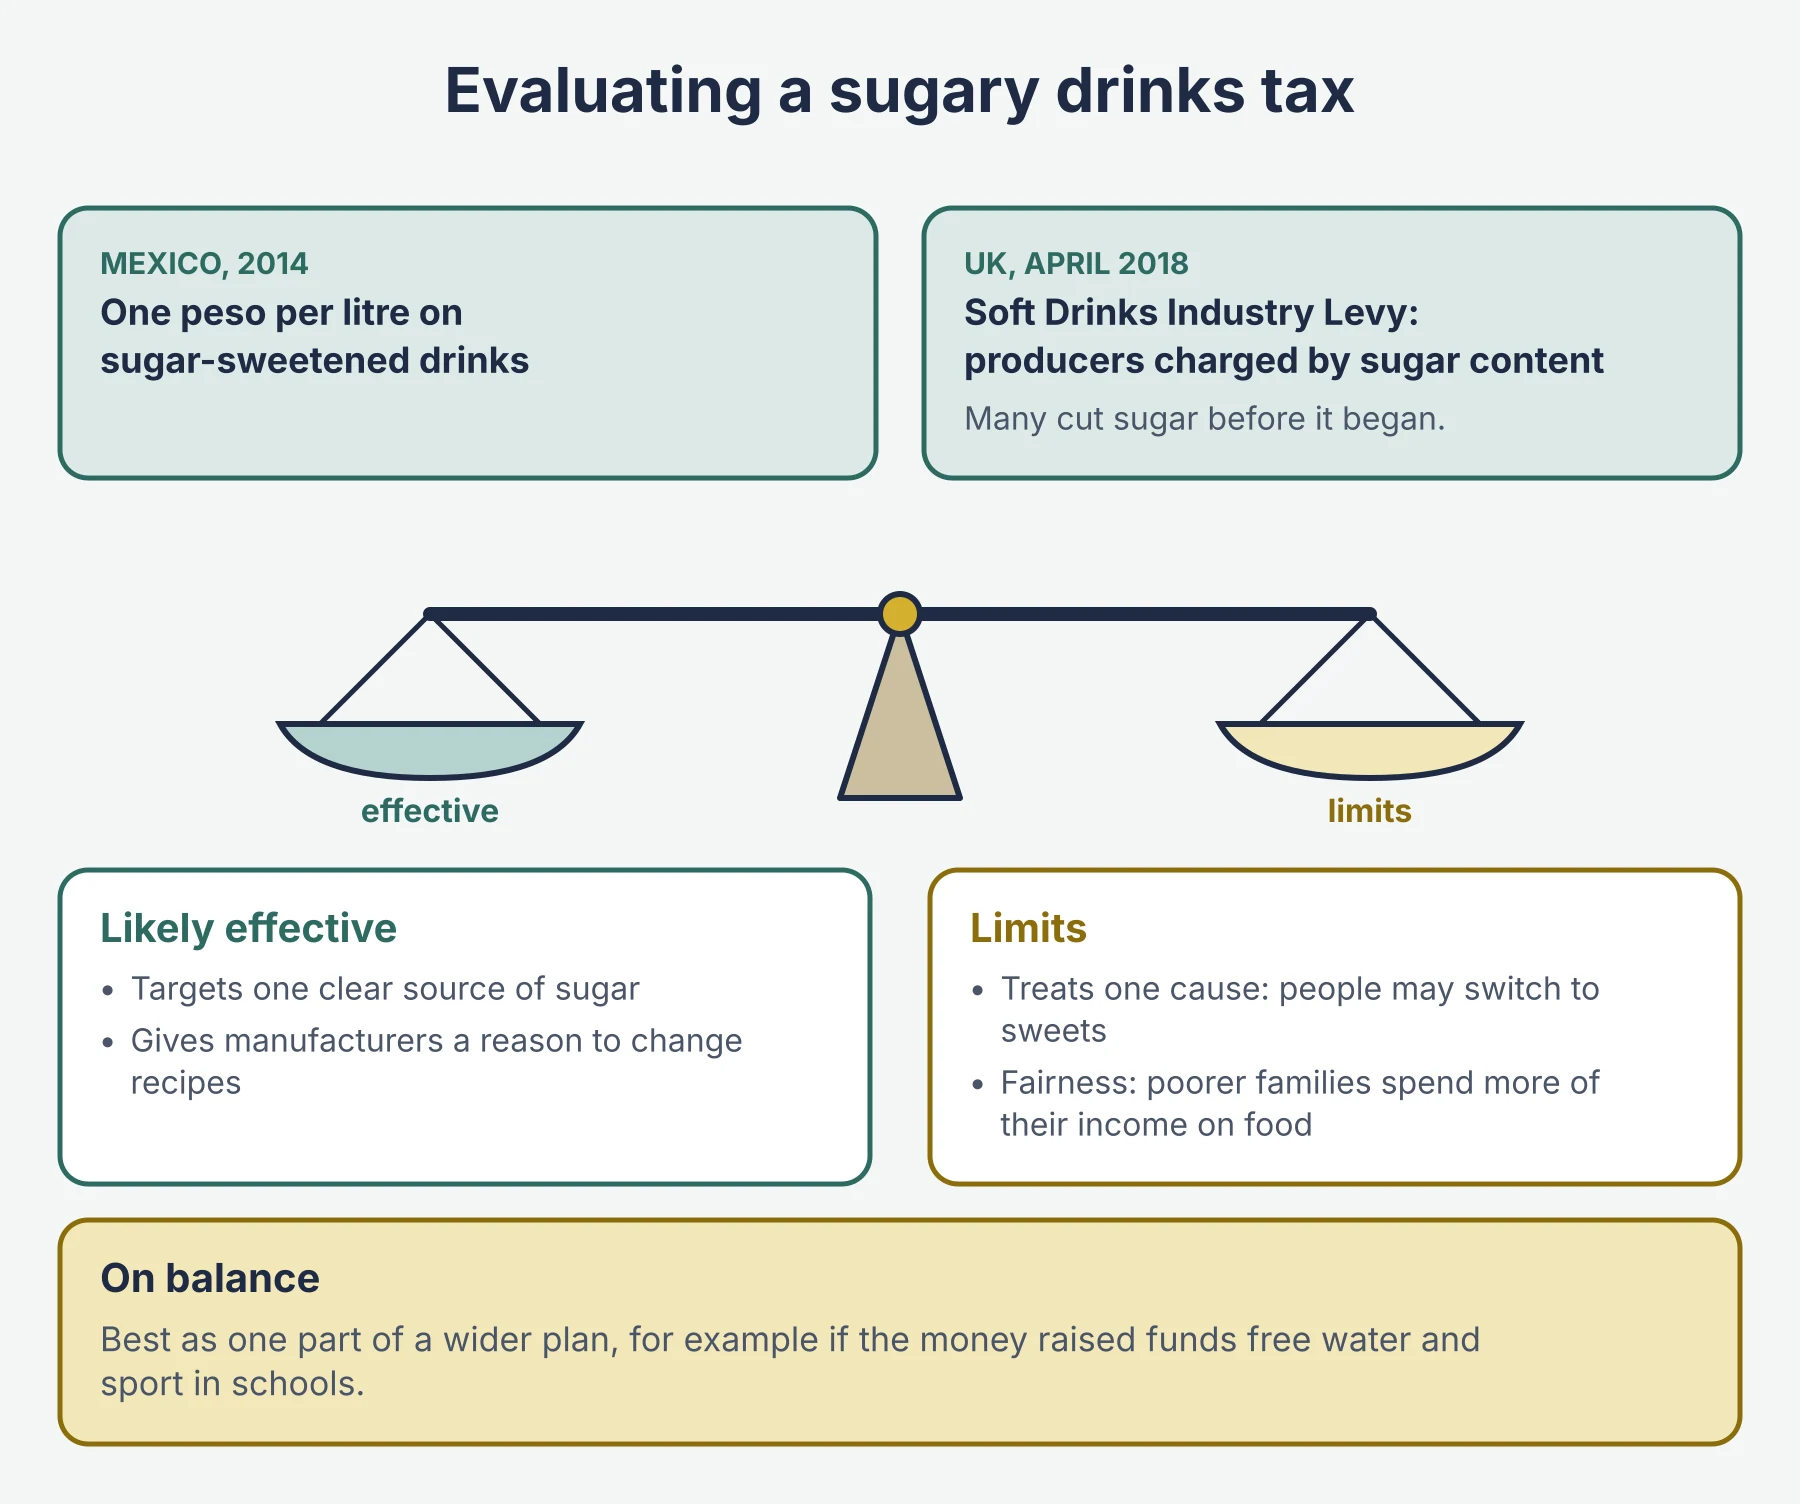 Evaluating a sugary drinks tax
MEXICO, 2014
One peso per litre on
sugar-sweetened drinks
UK, APRIL 2018
Soft Drinks Industry Levy:
producers charged by sugar content
Many cut sugar before it began.
effective
limits
Likely effective
• Targets one clear source of sugar
• Gives manufacturers a reason to change
recipes
Limits
• Treats one cause: people may switch to
sweets
• Fairness: poorer families spend more of
their income on food
On balance
Best as one part of a wider plan, for example if the money raised funds free water and
sport in schools.